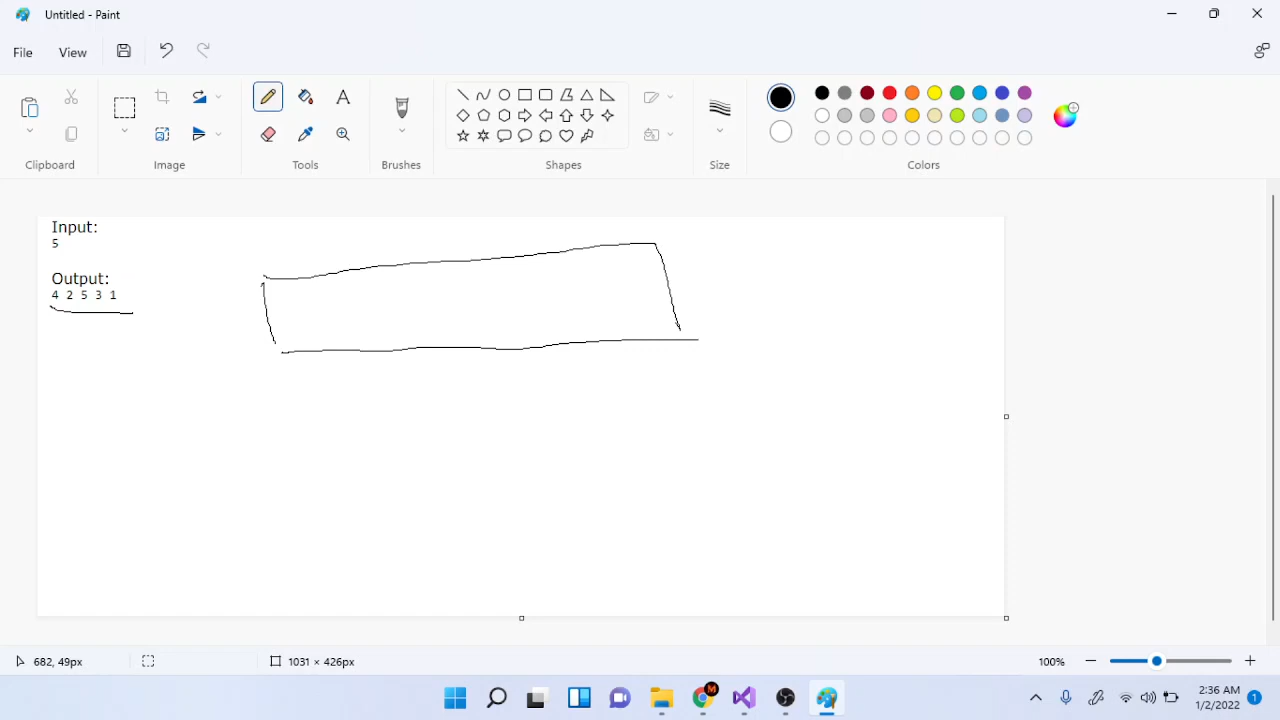 Untitled - Paint
File View
Clipboard
Image
Tools
Brushes
Shapes
Size
Colors
Input:
5
Output:
4 2 5 3 1
682, 49px
1031 × 426px
100%
M
2:36 AM
1/2/2022
1